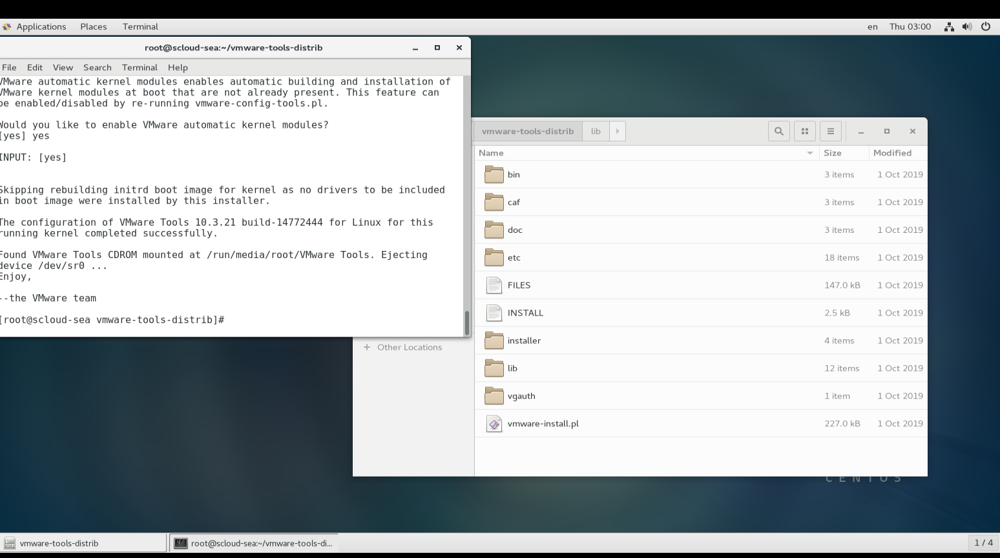 Applications Places Terminal en Thu 03:00
root@scloud-sea:~/vmware-tools-distrib
File Edit View Search Terminal Help
VMware automatic kernel modules enables automatic building and installation of
VMware kernel modules at boot that are not already present. This feature can
be enabled/disabled by re-running vmware-config-tools.pl.
Would you like to enable VMware automatic kernel modules?
[yes] yes
INPUT: [yes]
Skipping rebuilding initrd boot image for kernel as no drivers to be included
in boot image were installed by this installer.
The configuration of VMware Tools 10.3.21 build-14772444 for Linux for this
running kernel completed successfully.
Found VMware Tools CDROM mounted at /run/media/root/VMware Tools. Ejecting
device /dev/sr0 ...
Enjoy,
--the VMware team
[root@scloud-sea vmware-tools-distrib]#
vmware-tools-distrib lib
Name Size Modified
bin 3 items 1 Oct 2019
caf 3 items 1 Oct 2019
doc 3 items 1 Oct 2019
etc 18 items 1 Oct 2019
FILES 147.0 kB 1 Oct 2019
INSTALL 2.5 kB 1 Oct 2019
installer 4 items 1 Oct 2019
lib 12 items 1 Oct 2019
vgauth 1 item 1 Oct 2019
vmware-install.pl 227.0 kB 1 Oct 2019
+ Other Locations
CENTOS
vmware-tools-distrib root@scloud-sea:~/vmware-tools-di... 1 / 4